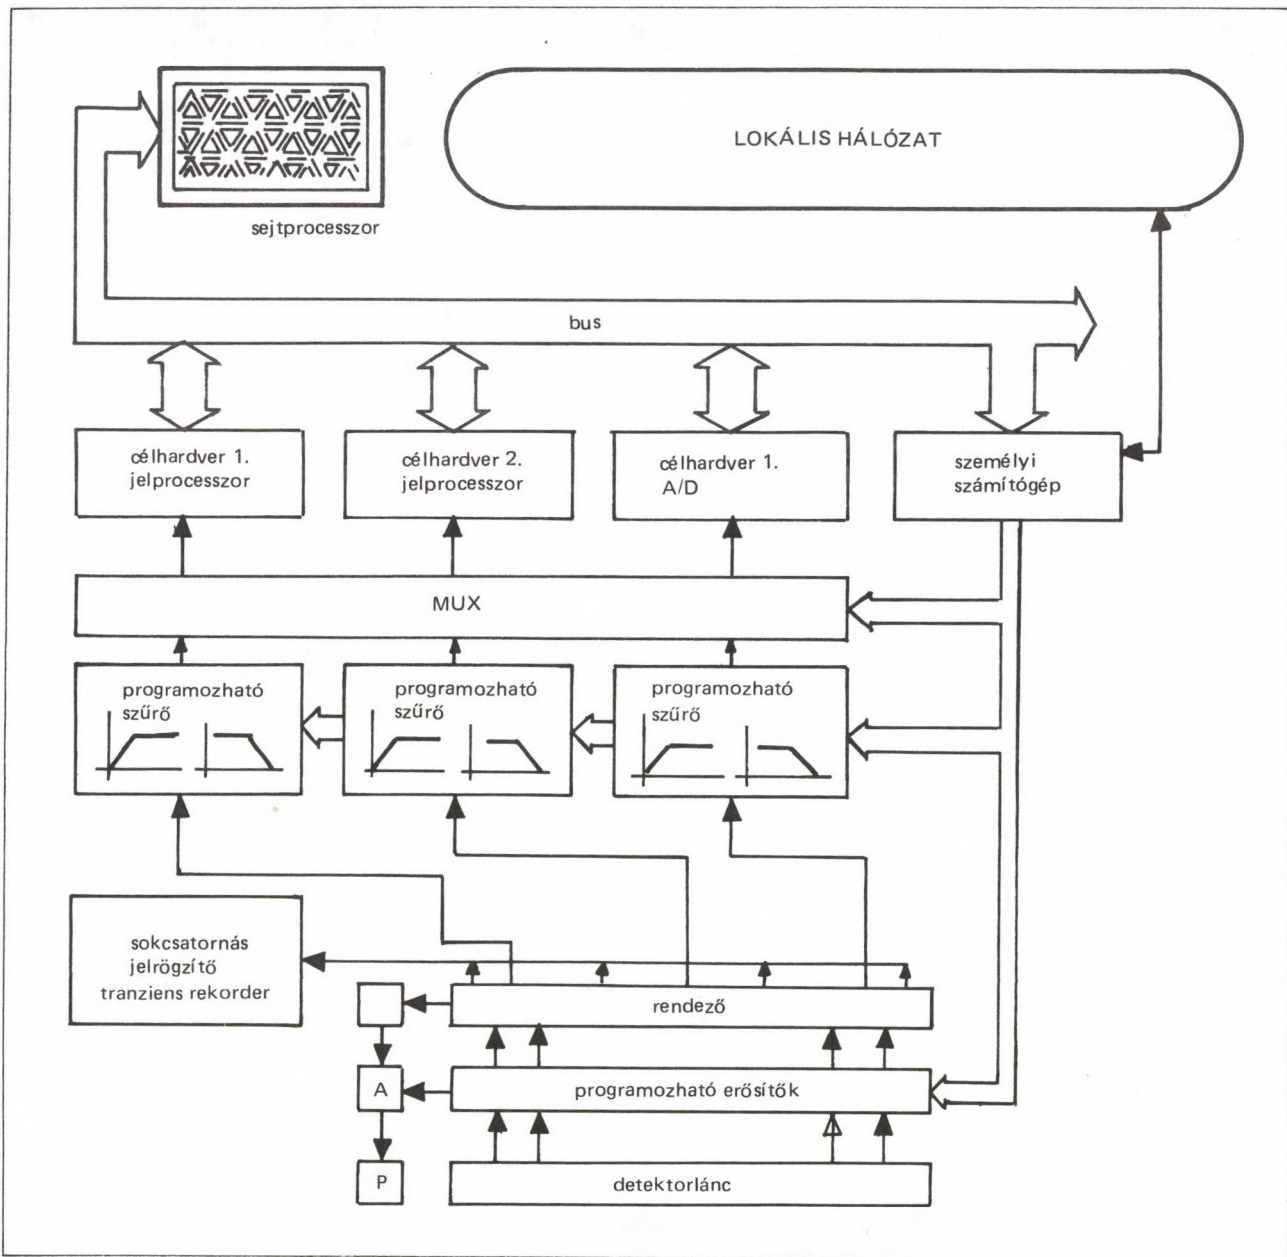 LOKÁLIS HÁLÓZAT
sejtprocesszor
bus
célhardver 1.
jelprocesszor
célhardver 2.
jelprocesszor
célhardver 1.
A/D
személyi
számítógép
MUX
programozható
szűrő
programozható
szűrő
programozható
szűrő
sokcsatornás
jelrögzítő
tranziens rekorder
rendező
A
programozható erősítők
P
detektorlánc